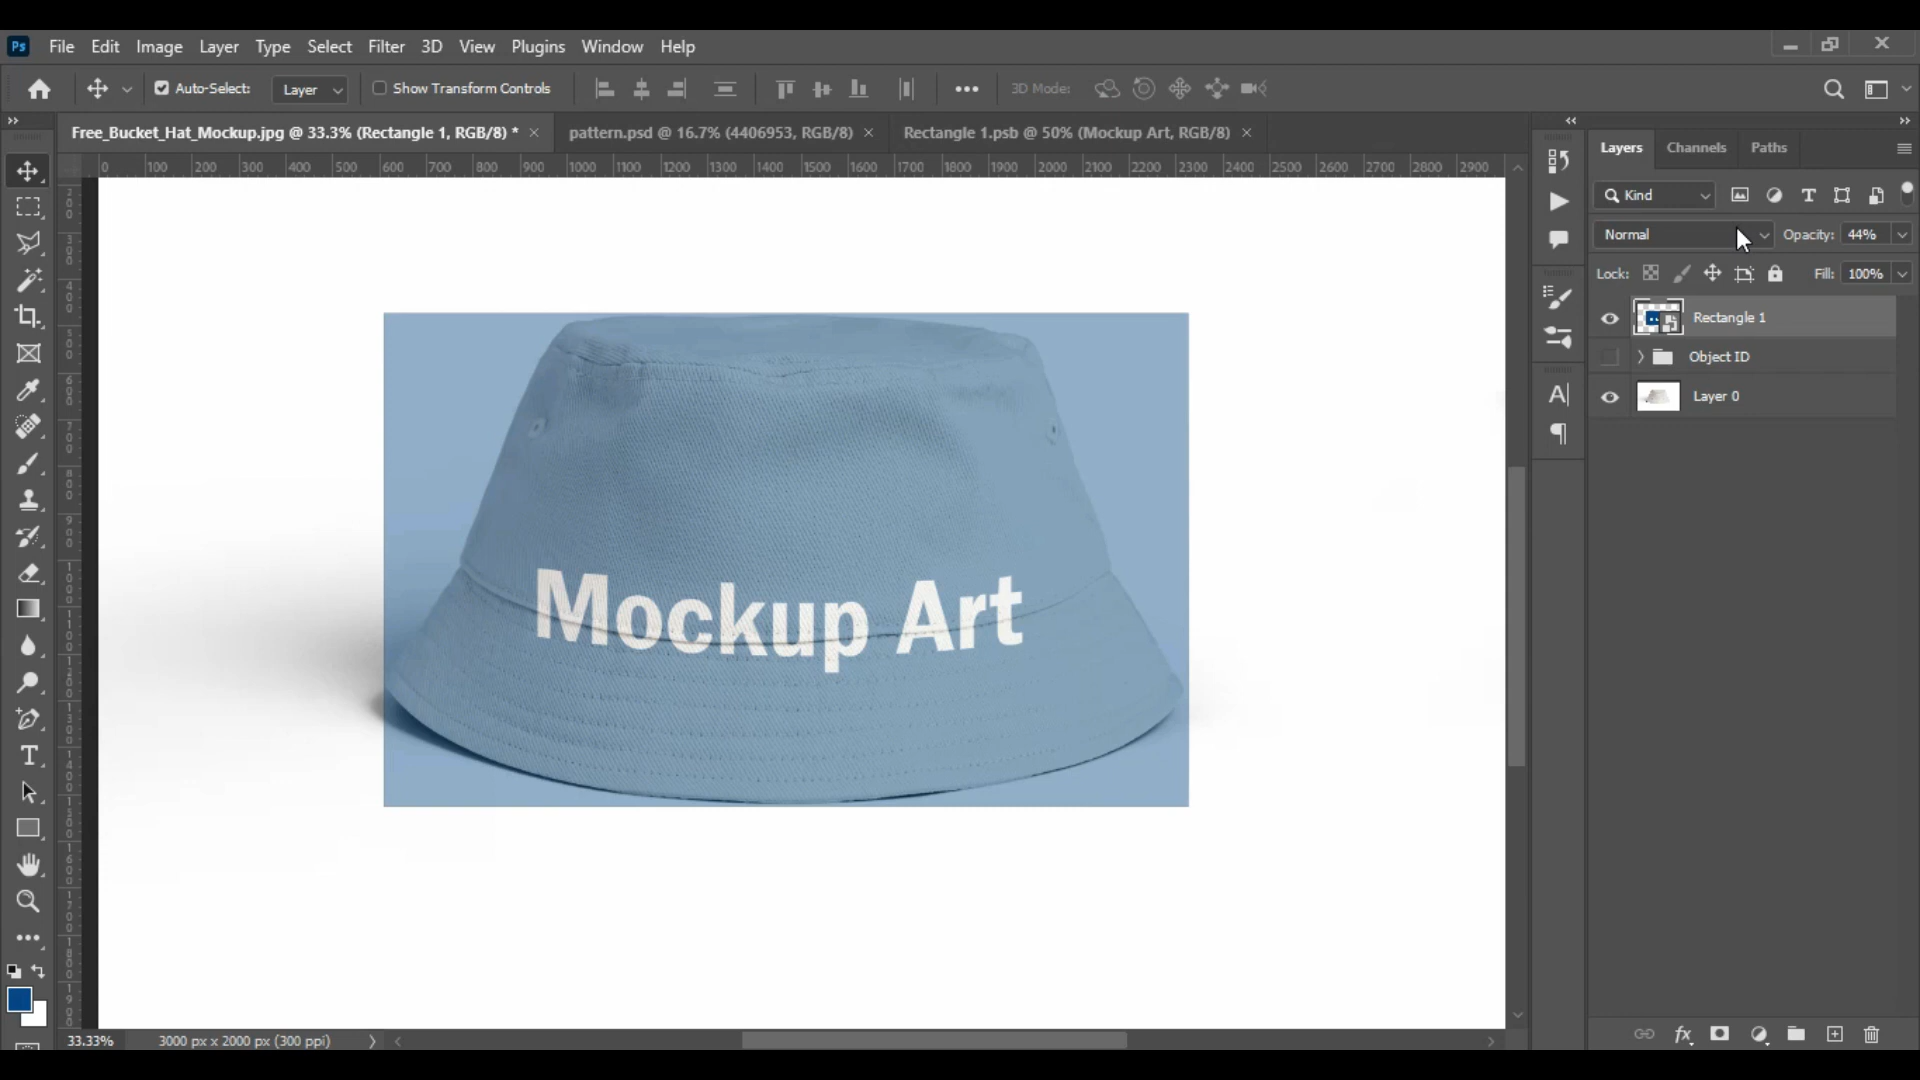 Ps File Edit Image Layer Type Select Filter 3D View Plugins Window Help
Auto-Select: Layer Show Transform Controls 3D Mode:
Free_Bucket_Hat_Mockup.jpg @ 33.3% (Rectangle 1, RGB/8) * pattern.psd @ 16.7% (4406953, RGB/8) Rectangle 1.psb @ 50% (Mockup Art, RGB/8)
0 100 200 300 400 500 600 700 800 900 1000 1100 1200 1300 1400 1500 1600 1700 1800 1900 2000 2100 2200 2300 2400 2500 2600 2700 2800 2900
Layers Channels Paths
Kind
Normal Opacity: 44%
Lock: Fill: 100%
Rectangle 1
Object ID
Layer 0
Mockup Art
33.33% 3000 px x 2000 px (300 ppi)